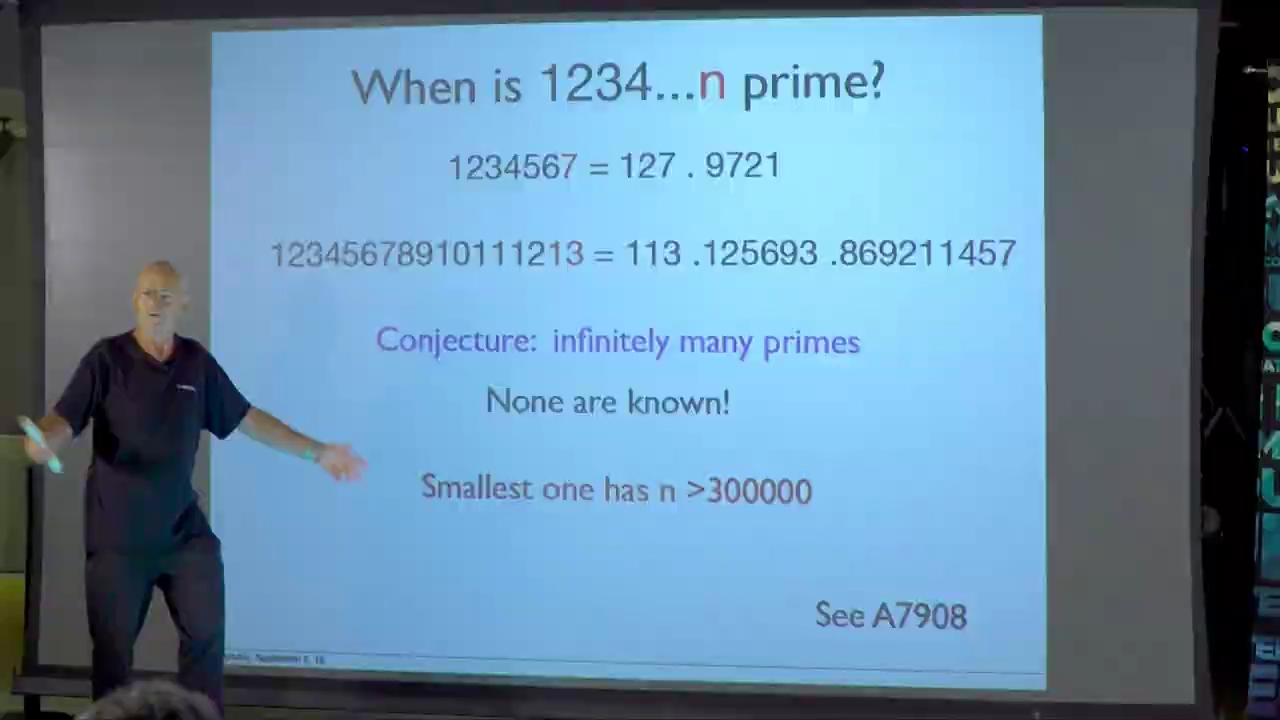 When is 1234...n prime?
1234567 = 127 . 9721
12345678910111213 = 113 .125693 .869211457
Conjecture: infinitely many primes
None are known!
Smallest one has n >300000
See A7908